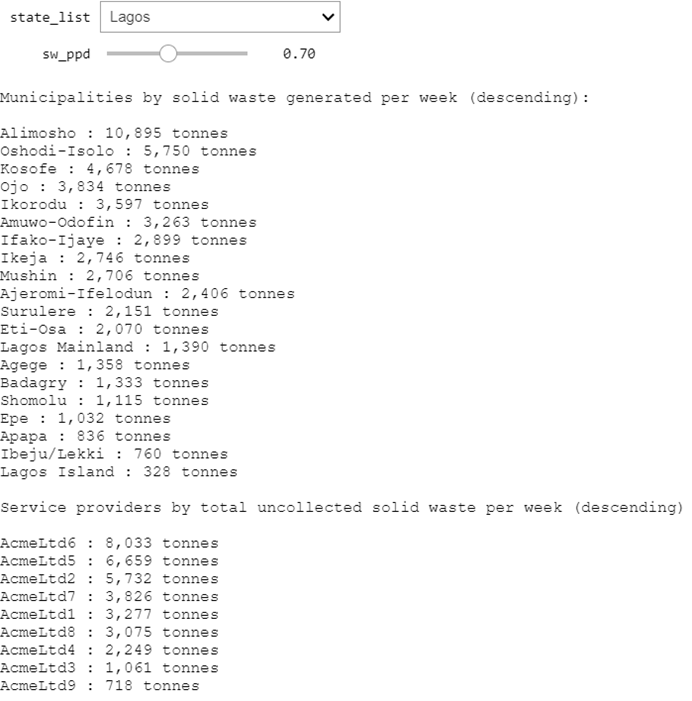 state_list Lagos
sw_ppd 0.70
Municipalities by solid waste generated per week (descending):
Alimosho : 10,895 tonnes
Oshodi-Isolo : 5,750 tonnes
Kosofe : 4,678 tonnes
Ojo : 3,834 tonnes
Ikorodu : 3,597 tonnes
Amuwo-Odofin : 3,263 tonnes
Ifako-Ijaye : 2,899 tonnes
Ikeja : 2,746 tonnes
Mushin : 2,706 tonnes
Ajeromi-Ifelodun : 2,406 tonnes
Surulere : 2,151 tonnes
Eti-Osa : 2,070 tonnes
Lagos Mainland : 1,390 tonnes
Agege : 1,358 tonnes
Badagry : 1,333 tonnes
Shomolu : 1,115 tonnes
Epe : 1,032 tonnes
Apapa : 836 tonnes
Ibeju/Lekki : 760 tonnes
Lagos Island : 328 tonnes
Service providers by total uncollected solid waste per week (descending)
AcmeLtd6 : 8,033 tonnes
AcmeLtd5 : 6,659 tonnes
AcmeLtd2 : 5,732 tonnes
AcmeLtd7 : 3,826 tonnes
AcmeLtd1 : 3,277 tonnes
AcmeLtd8 : 3,075 tonnes
AcmeLtd4 : 2,249 tonnes
AcmeLtd3 : 1,061 tonnes
AcmeLtd9 : 718 tonnes